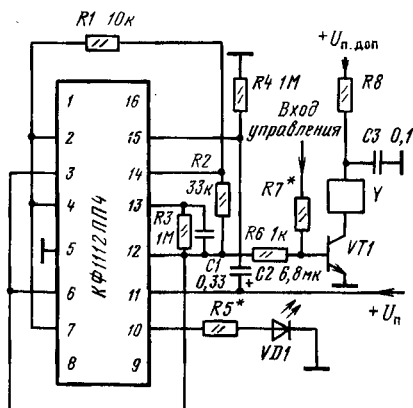 R1 10к
+Uп.доп
R4 1М
R8
Вход
управления
C3 0,1
1
16
2
15
3
14
R2
33к
4
13
R3
1М
R7*
Y
5
12
R6 1к
VT1
КФ1112ПП4
C1
0,33
C2 6,8мк
+
6
11
+Uп
7
10
R5*
8
9
VD1